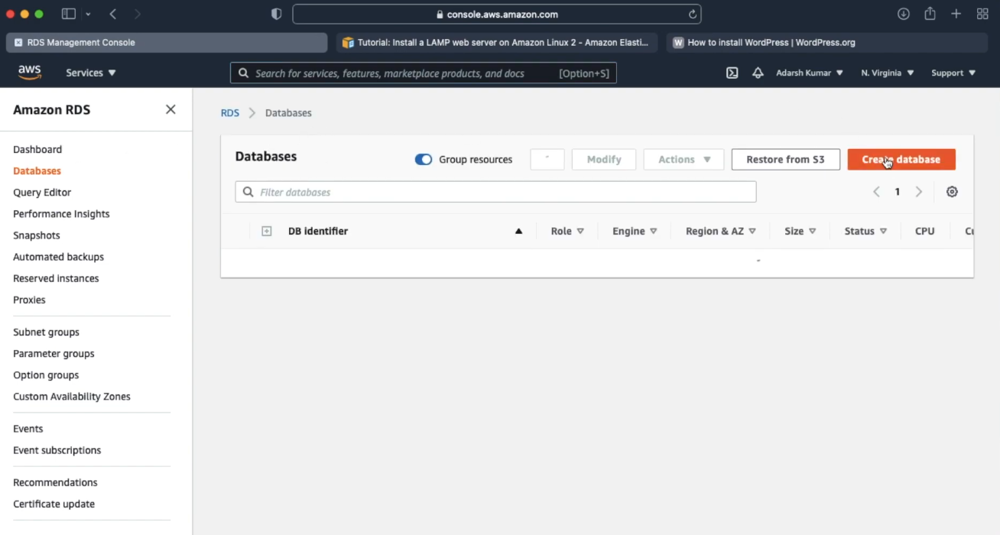 console.aws.amazon.com
RDS Management Console
Tutorial: Install a LAMP web server on Amazon Linux 2 - Amazon Elasti...
W How to install WordPress | WordPress.org
aws
Services
Search for services, features, marketplace products, and docs [Option+S]
Adarsh Kumar
N. Virginia
Support
Amazon RDS
Dashboard
Databases
Query Editor
Performance Insights
Snapshots
Automated backups
Reserved instances
Proxies
Subnet groups
Parameter groups
Option groups
Custom Availability Zones
Events
Event subscriptions
Recommendations
Certificate update
RDS > Databases
Databases
Group resources
Modify
Actions
Restore from S3
Create database
Filter databases
1
DB identifier
Role
Engine
Region & AZ
Size
Status
CPU